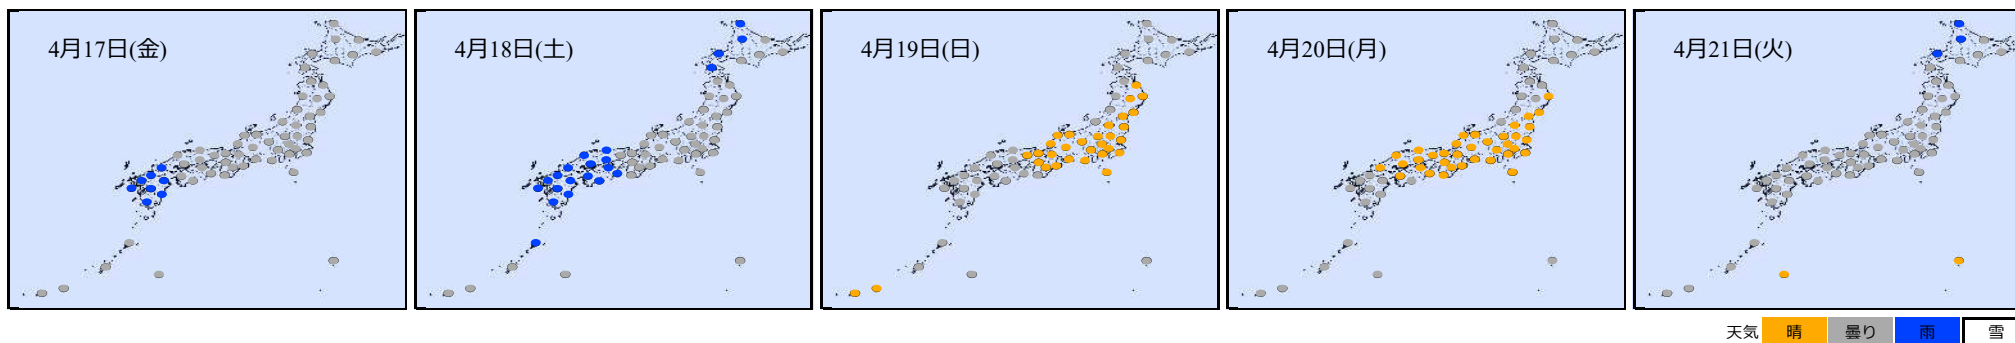 4月17日(金)
4月18日(土)
4月19日(日)
4月20日(月)
4月21日(火)
天気 晴 曇り 雨 雪